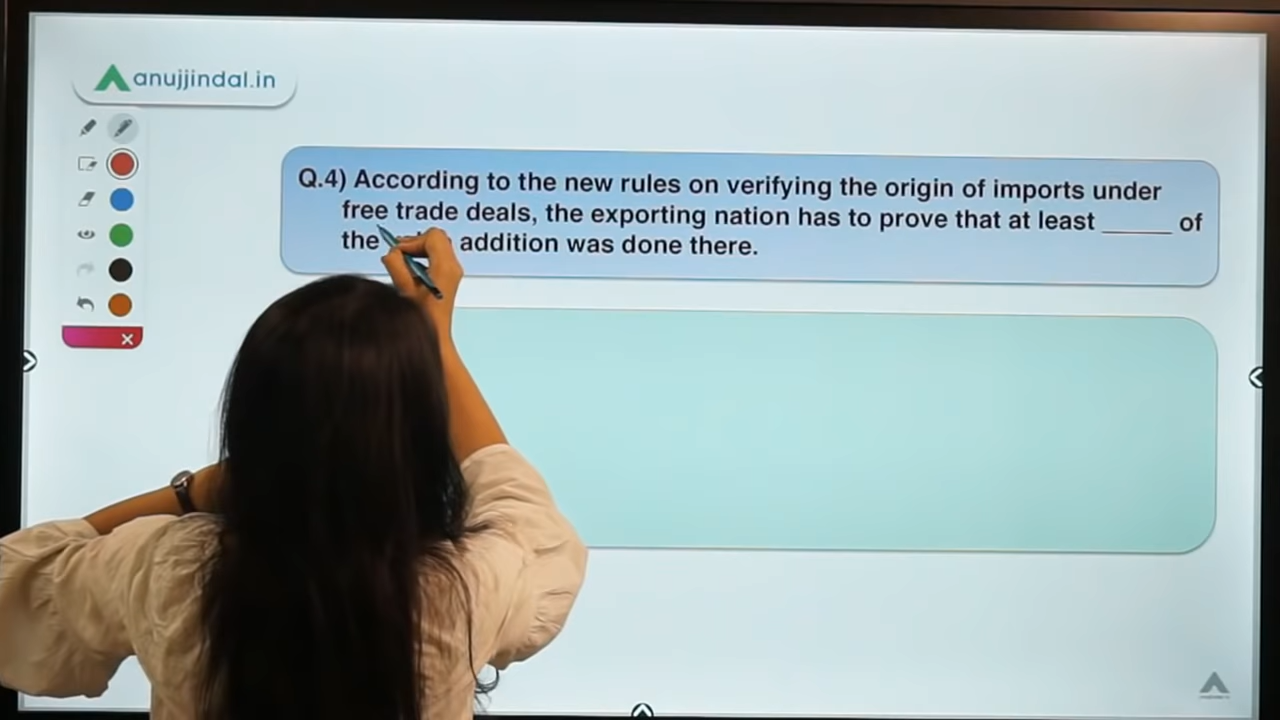 anujjindal.in
Q.4) According to the new rules on verifying the origin of imports under
free trade deals, the exporting nation has to prove that at least _____ of
the addition was done there.